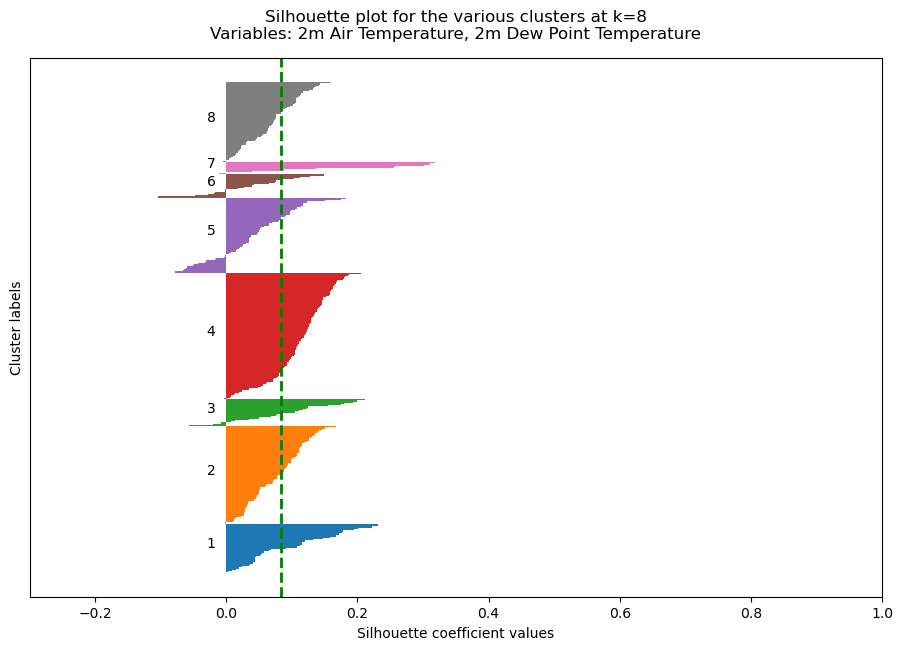 Silhouette plot for the various clusters at k=8
Variables: 2m Air Temperature, 2m Dew Point Temperature
Cluster labels
8
7
6
5
4
3
2
1
−0.2 0.0 0.2 0.4 0.6 0.8 1.0
Silhouette coefficient values